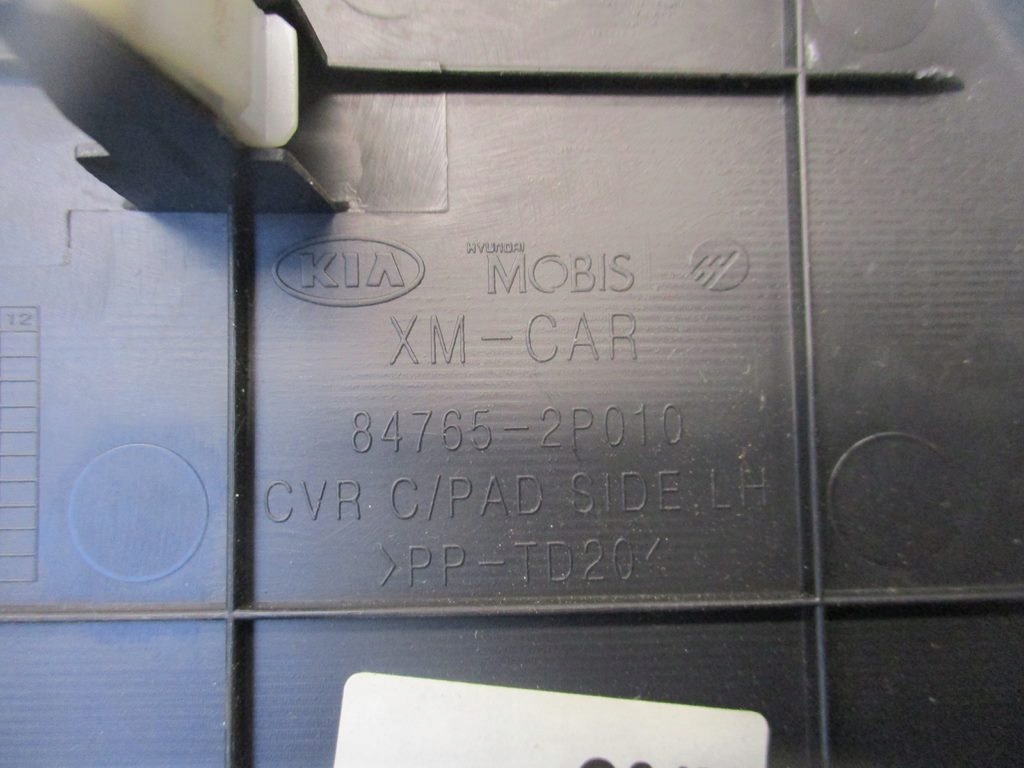 KIA HYUNDAI MOBIS
XM-CAR
12
84765-2P010
CVR C/PAD SIDE LH
>PP-TD20<